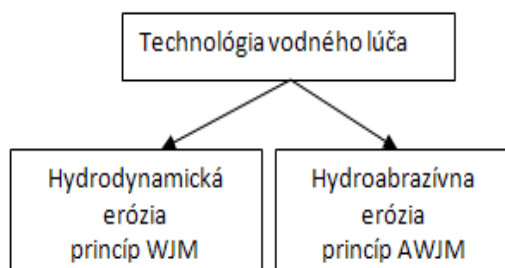 Technológia vodného lúča
Hydrodynamická
erózia
princíp WJM
Hydroabrazívna
erózia
princíp AWJM